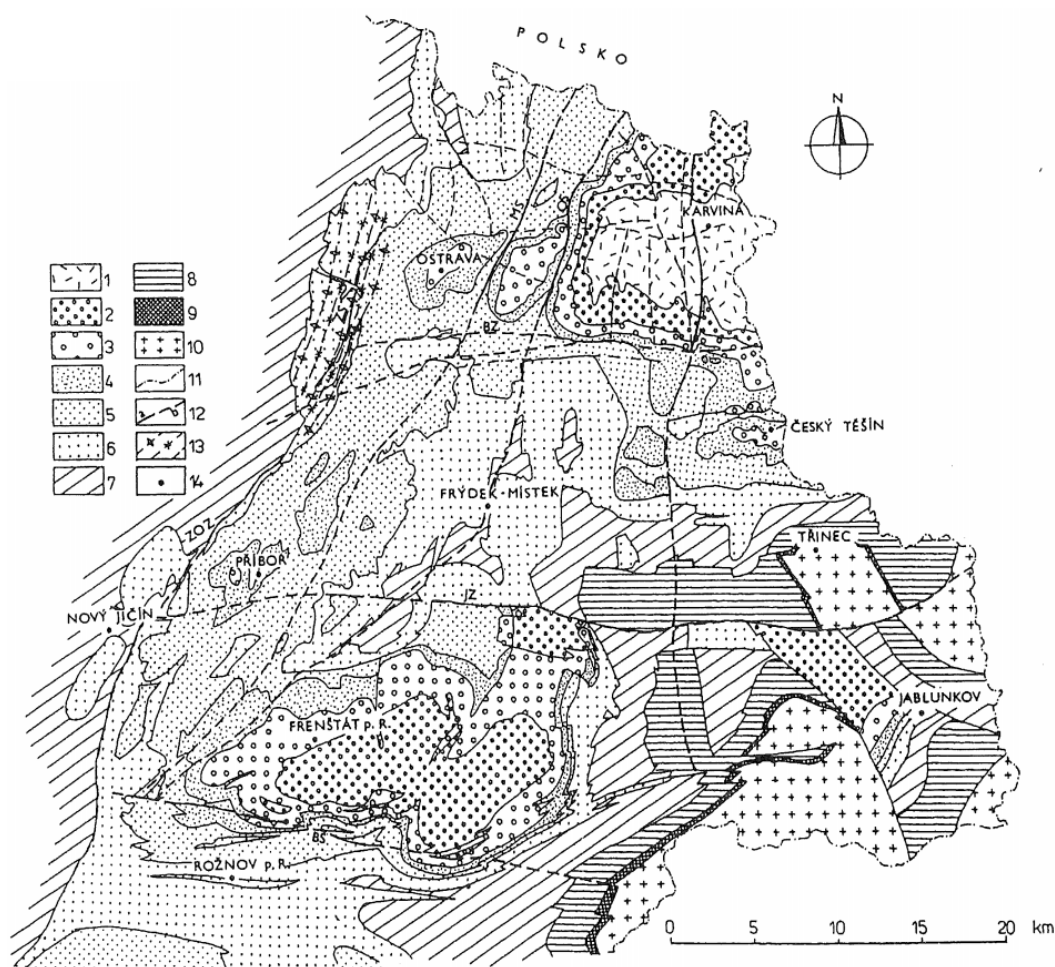 POLSKO
N
KARVINÁ
MS
OS
OSTRAVA
BZ
1
2
3
4
5
6
7
8
9
10
11
12
13
14
ČESKÝ TĚŠÍN
FRÝDEK-MÍSTEK
ZOZ
TŘINEC
PŘÍBOR
NOVÝ JIČÍN
JZ
JABLUNKOV
FRENŠTÁT p. R.
BS
ROŽNOV p. R.
0 5 10 15 20 km